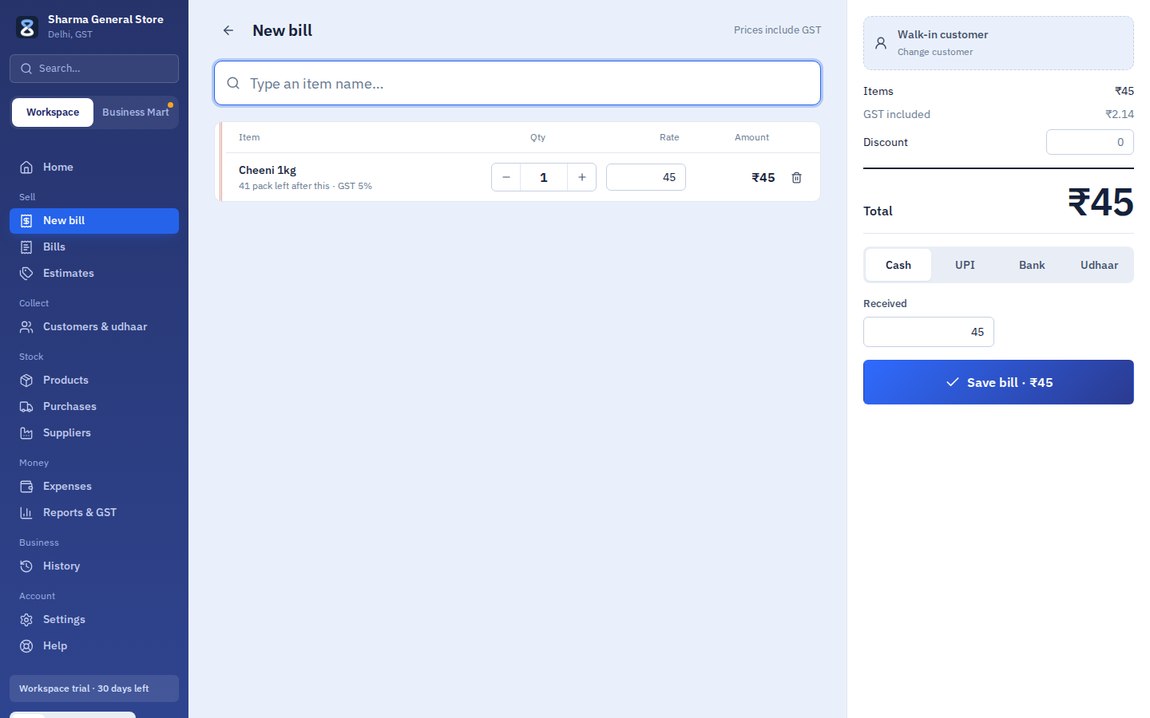 Sharma General Store
Delhi, GST
Search...
Workspace
Business Mart
Home
Sell
New bill
Bills
Estimates
Collect
Customers & udhaar
Stock
Products
Purchases
Suppliers
Money
Expenses
Reports & GST
Business
History
Account
Settings
Help
Workspace trial · 30 days left
New bill
Prices include GST
Type an item name...
Item Qty Rate Amount
Cheeni 1kg
41 pack left after this · GST 5%
− 1 + 45 ₹45
Walk-in customer
Change customer
Items ₹45
GST included ₹2.14
Discount 0
Total ₹45
Cash UPI Bank Udhaar
Received
45
Save bill · ₹45